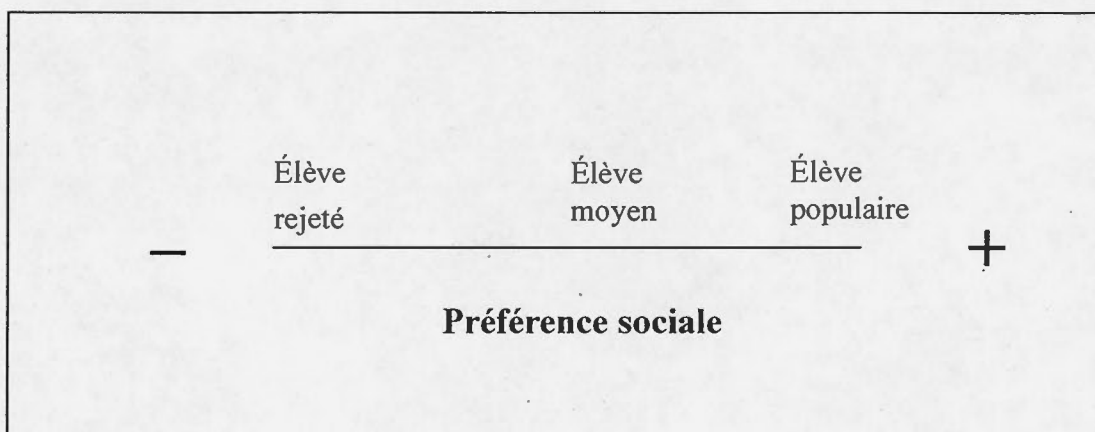 Élève
rejeté
Élève
moyen
Élève
populaire
− +
Préférence sociale